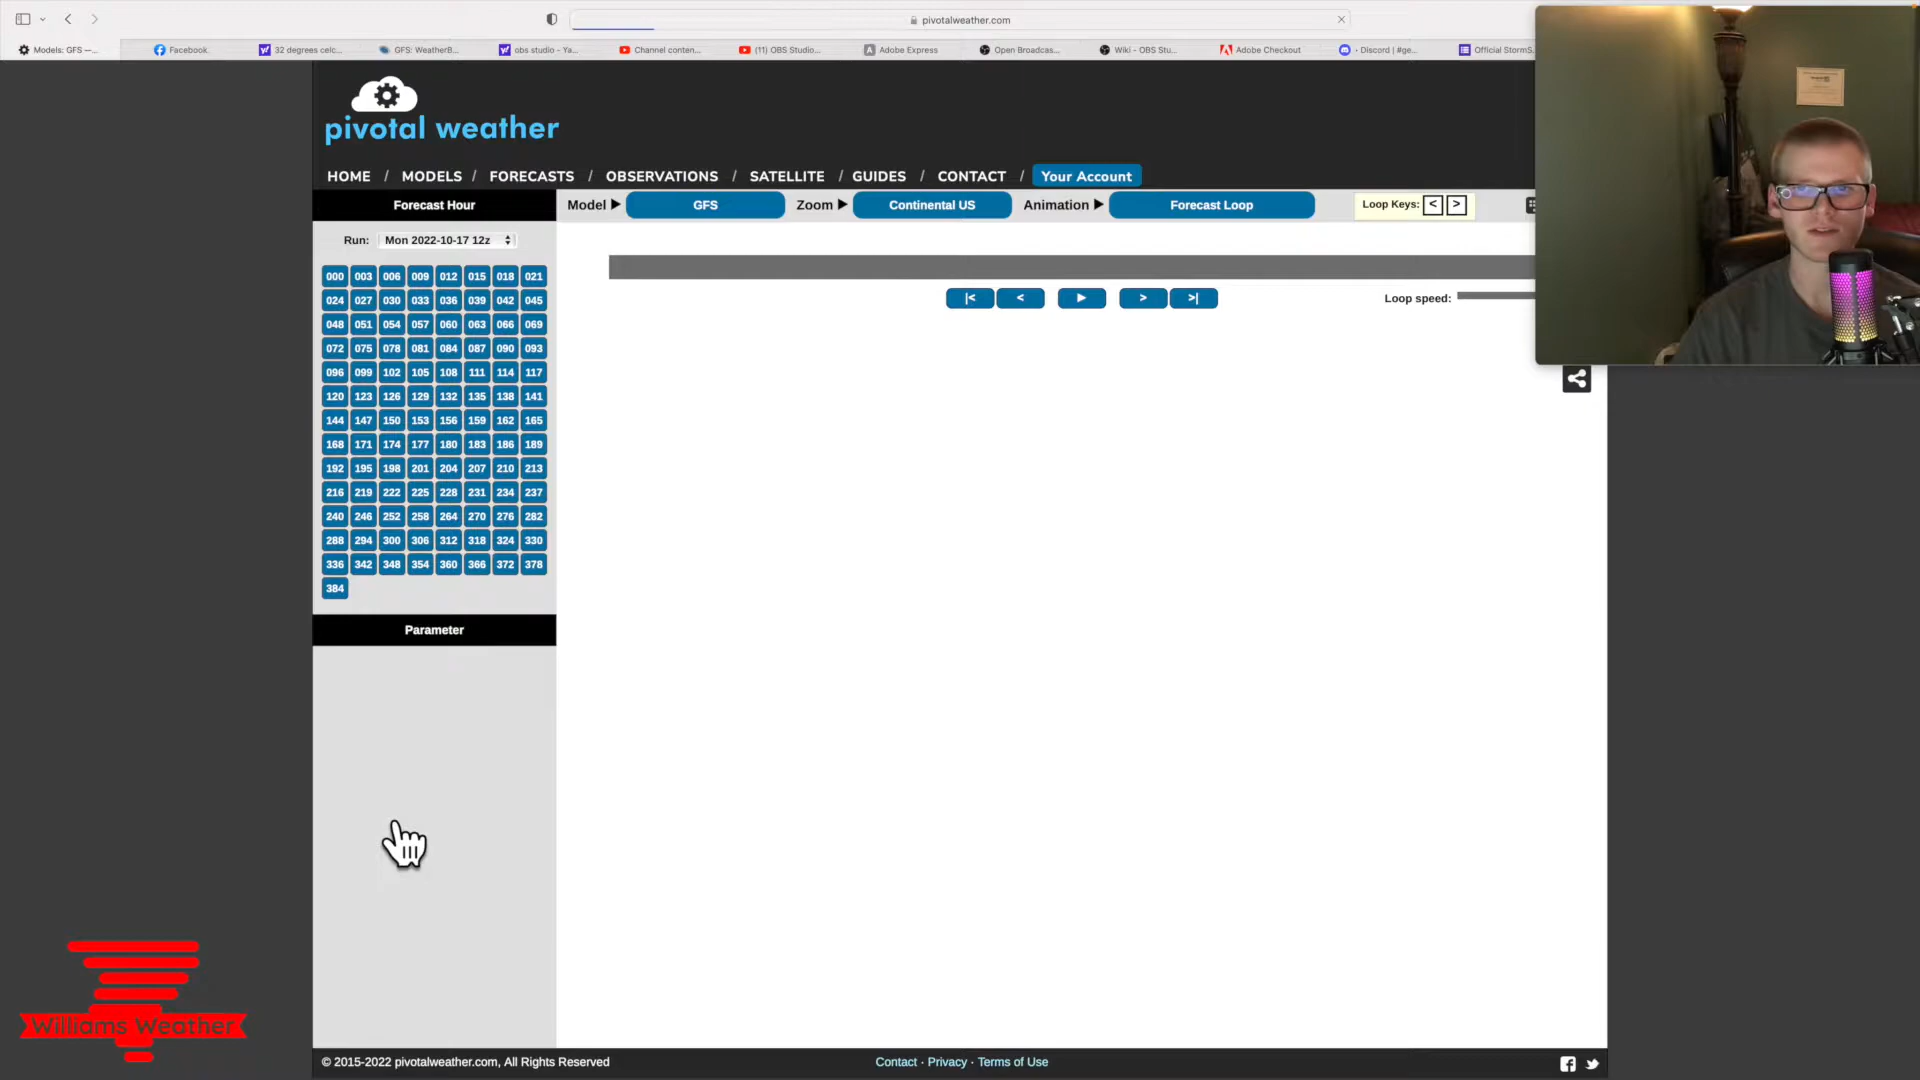 pivotalweather.com
Models: GFS —...
Facebook
32 degrees celc...
GFS: WeatherB...
obs studio - Ya...
Channel conten...
(11) OBS Studio...
Adobe Express
Open Broadcas...
Wiki - OBS Stu...
Adobe Checkout
· Discord | #ge...
Official StormS
pivotal weather
HOME / MODELS / FORECASTS / OBSERVATIONS / SATELLITE / GUIDES / CONTACT / Your Account
Forecast Hour
Model ▶ GFS Zoom ▶ Continental US Animation ▶ Forecast Loop Loop Keys: < >
Run: Mon 2022-10-17 12z
|< < ▶ > >| Loop speed:
000 003 006 009 012 015 018 021
024 027 030 033 036 039 042 045
048 051 054 057 060 063 066 069
072 075 078 081 084 087 090 093
096 099 102 105 108 111 114 117
120 123 126 129 132 135 138 141
144 147 150 153 156 159 162 165
168 171 174 177 180 183 186 189
192 195 198 201 204 207 210 213
216 219 222 225 228 231 234 237
240 246 252 258 264 270 276 282
288 294 300 306 312 318 324 330
336 342 348 354 360 366 372 378
384
Parameter
Williams Weather
© 2015-2022 pivotalweather.com, All Rights Reserved
Contact · Privacy · Terms of Use